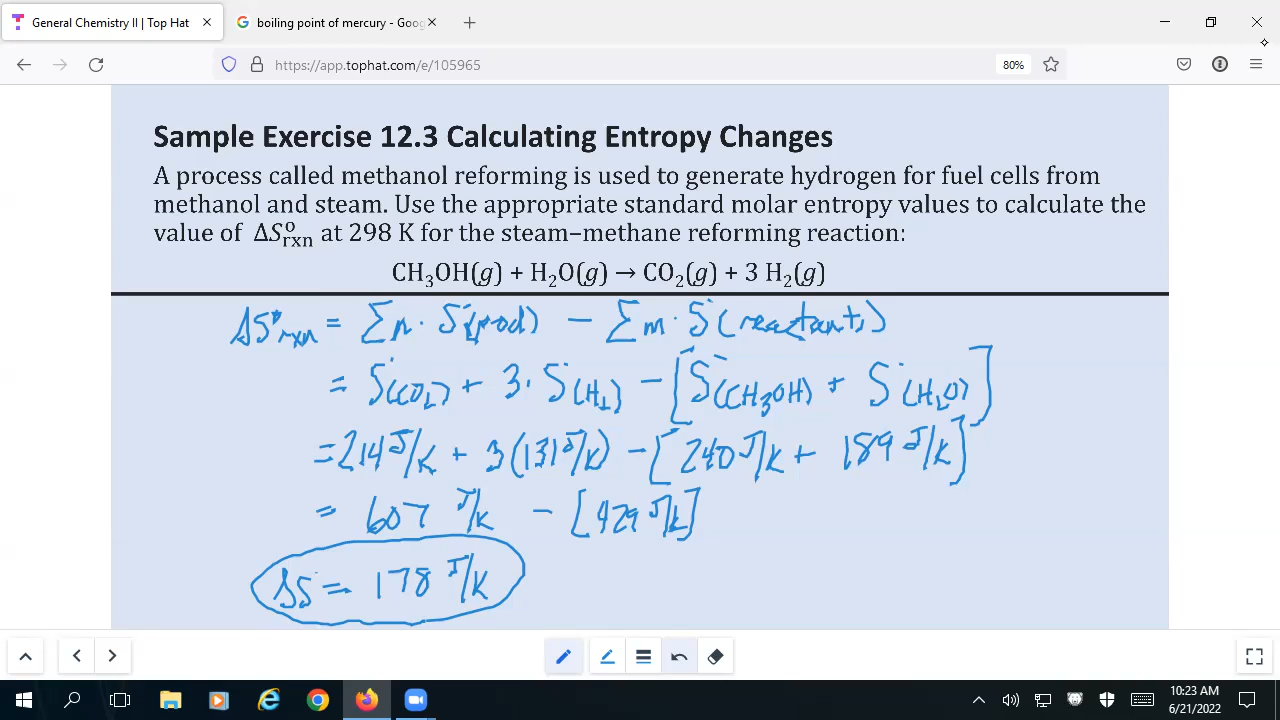 General Chemistry II | Top Hat
boiling point of mercury - Goog
https://app.tophat.com/e/105965
80%
Sample Exercise 12.3 Calculating Entropy Changes
A process called methanol reforming is used to generate hydrogen for fuel cells from
methanol and steam. Use the appropriate standard molar entropy values to calculate the
value of ΔS°rxn at 298 K for the steam–methane reforming reaction:
CH₃OH(g) + H₂O(g) → CO₂(g) + 3 H₂(g)
ΔS°rxn = Σn · S°(prod) − Σm · S°(reactants)
= S°(CO₂) + 3 · S°(H₂) − [S°(CH₃OH) + S°(H₂O)]
= 214 J/K + 3(131 J/K) − [240 J/K + 189 J/K]
= 607 J/K − [429 J/K]
ΔS° = 178 J/K
10:23 AM
6/21/2022